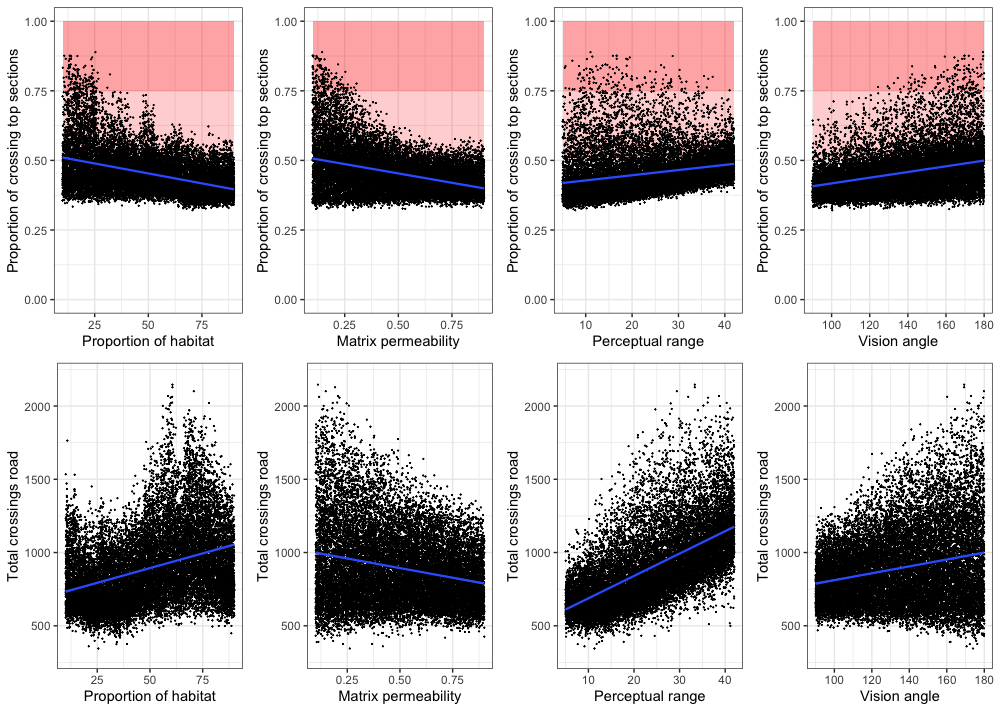 Proportion of crossing top sections
1.00
0.75
0.50
0.25
0.00
25 50 75
Proportion of habitat
Proportion of crossing top sections
1.00
0.75
0.50
0.25
0.00
0.25 0.50 0.75
Matrix permeability
Proportion of crossing top sections
1.00
0.75
0.50
0.25
0.00
10 20 30 40
Perceptual range
Proportion of crossing top sections
1.00
0.75
0.50
0.25
0.00
100 120 140 160 180
Vision angle
Total crossings road
2000
1500
1000
500
25 50 75
Proportion of habitat
Total crossings road
2000
1500
1000
500
0.25 0.50 0.75
Matrix permeability
Total crossings road
2000
1500
1000
500
10 20 30 40
Perceptual range
Total crossings road
2000
1500
1000
500
100 120 140 160 180
Vision angle